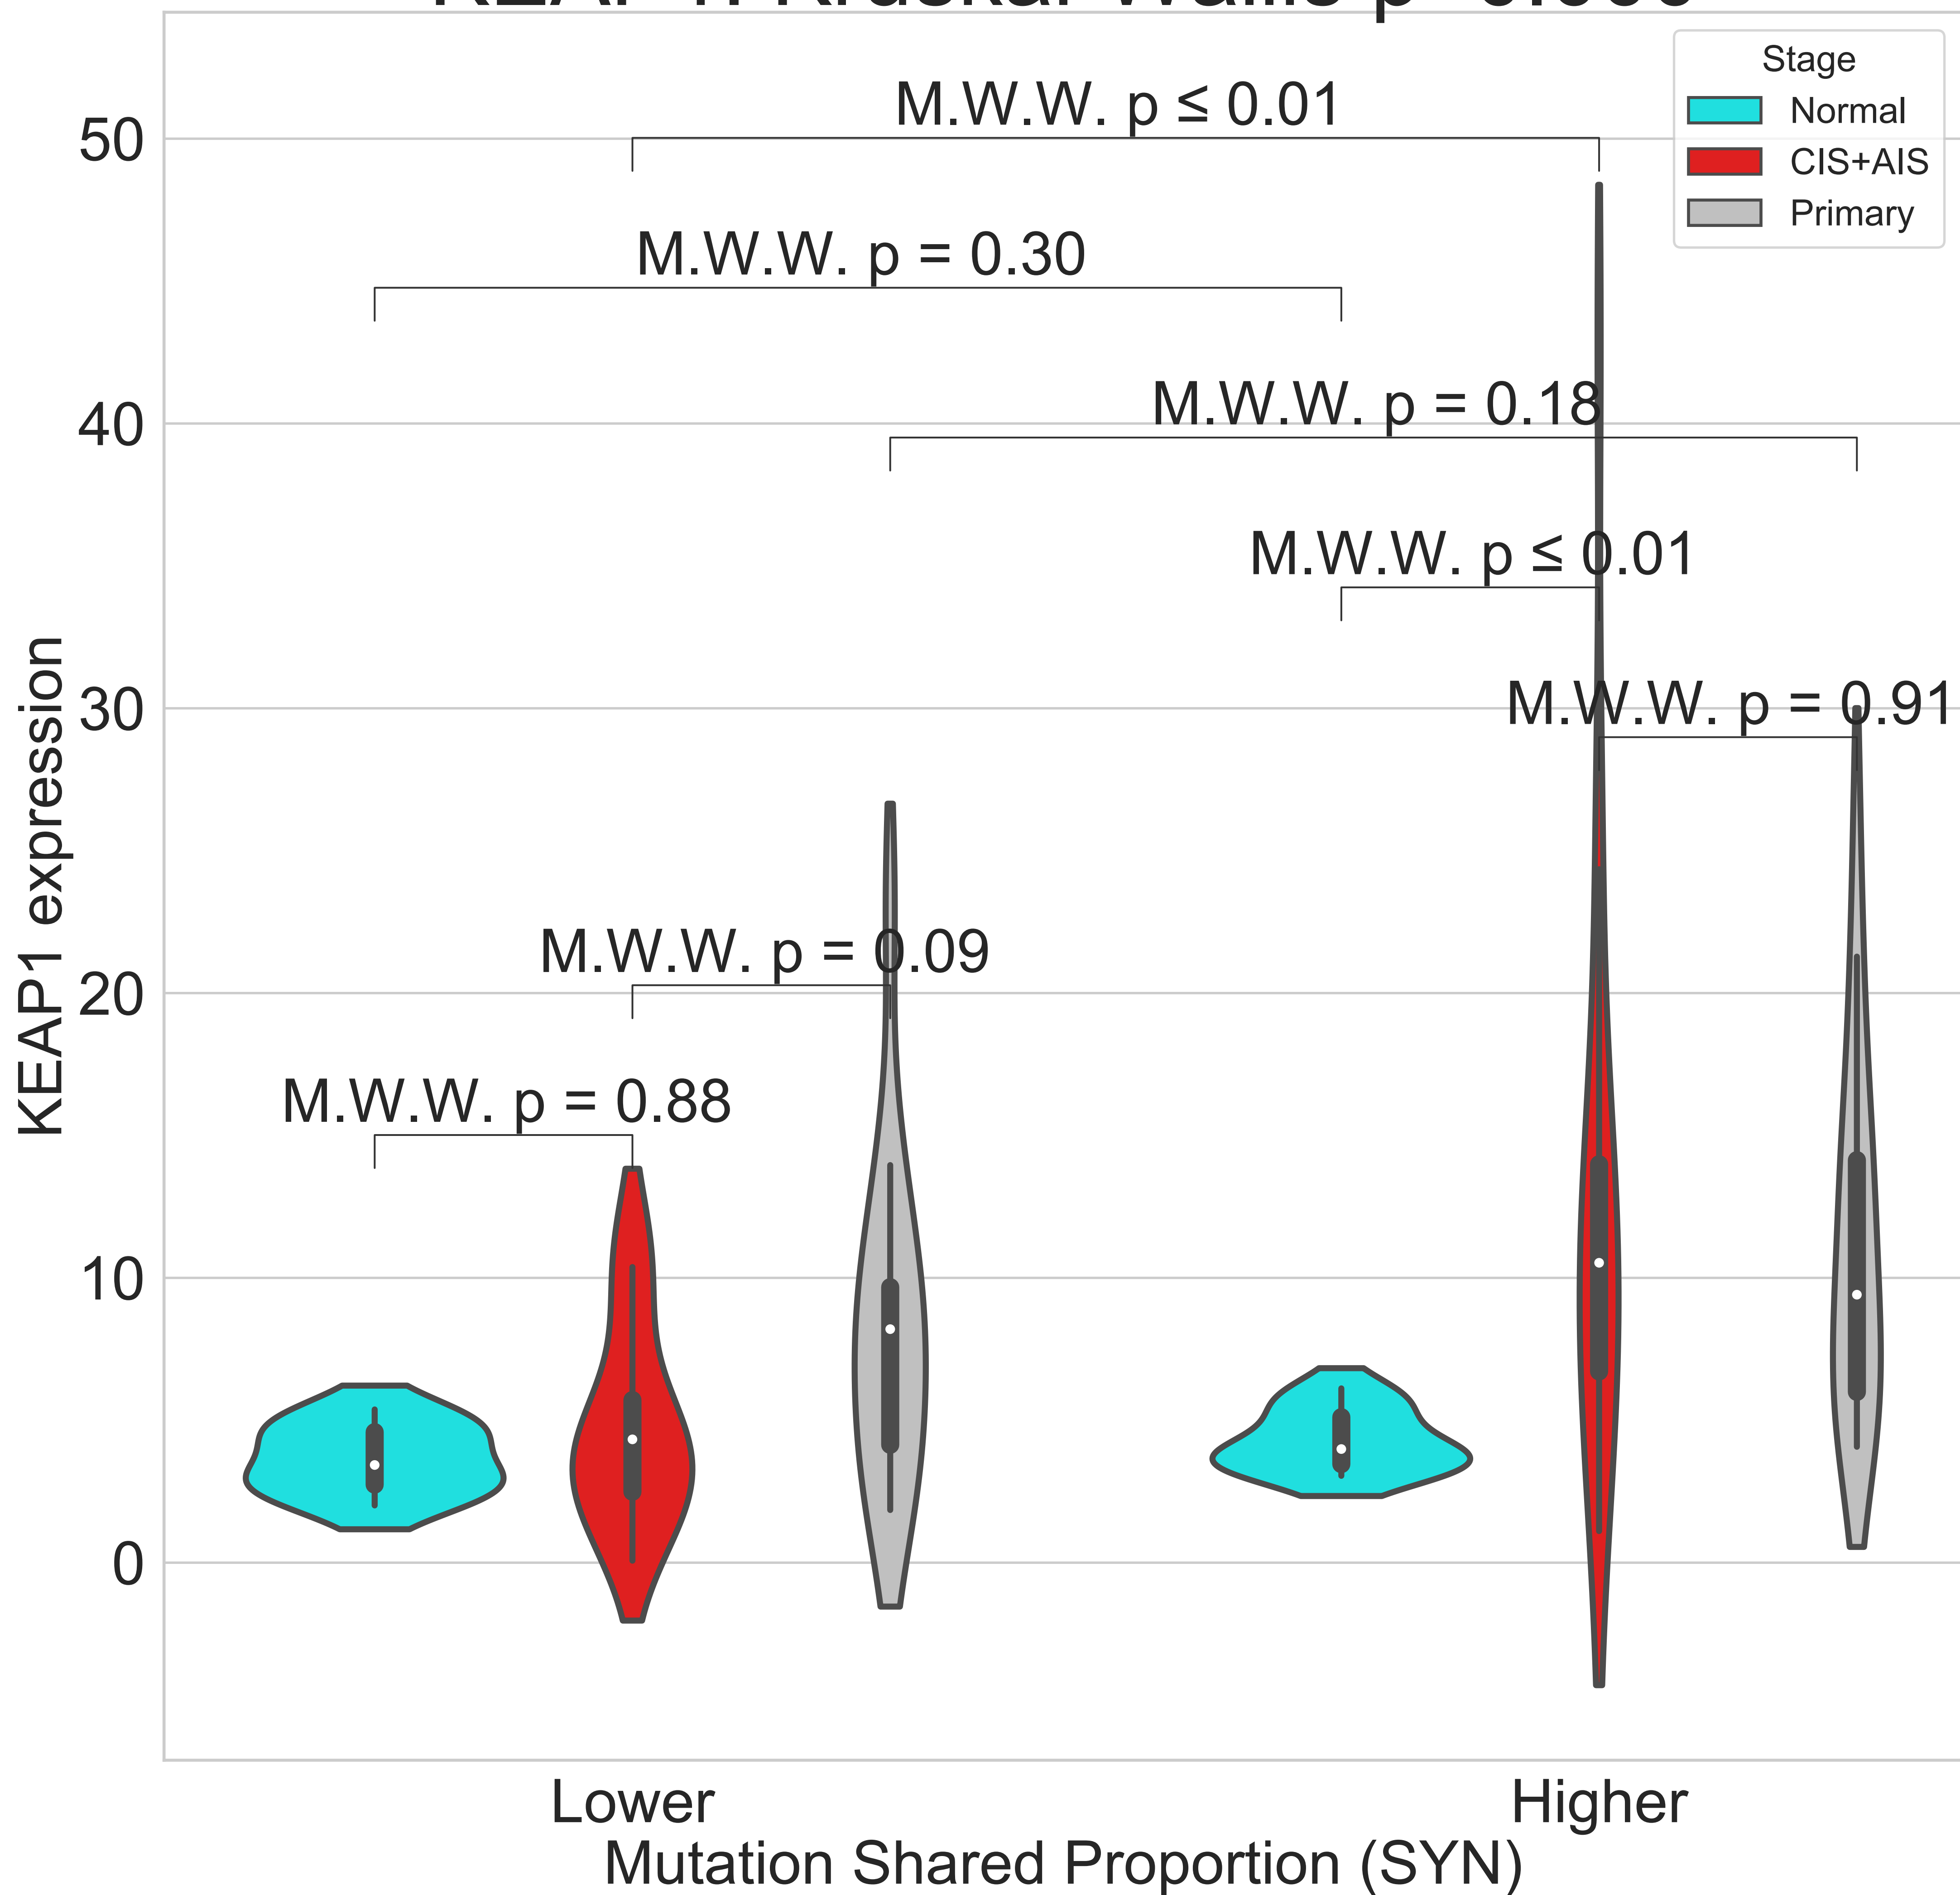 Stage
Normal
CIS+AIS
Primary
M.W.W. p ≤ 0.01
M.W.W. p = 0.30
M.W.W. p = 0.18
M.W.W. p ≤ 0.01
M.W.W. p = 0.91
M.W.W. p = 0.09
M.W.W. p = 0.88
50
40
30
20
10
0
KEAP1 expression
Lower
Higher
Mutation Shared Proportion (SYN)